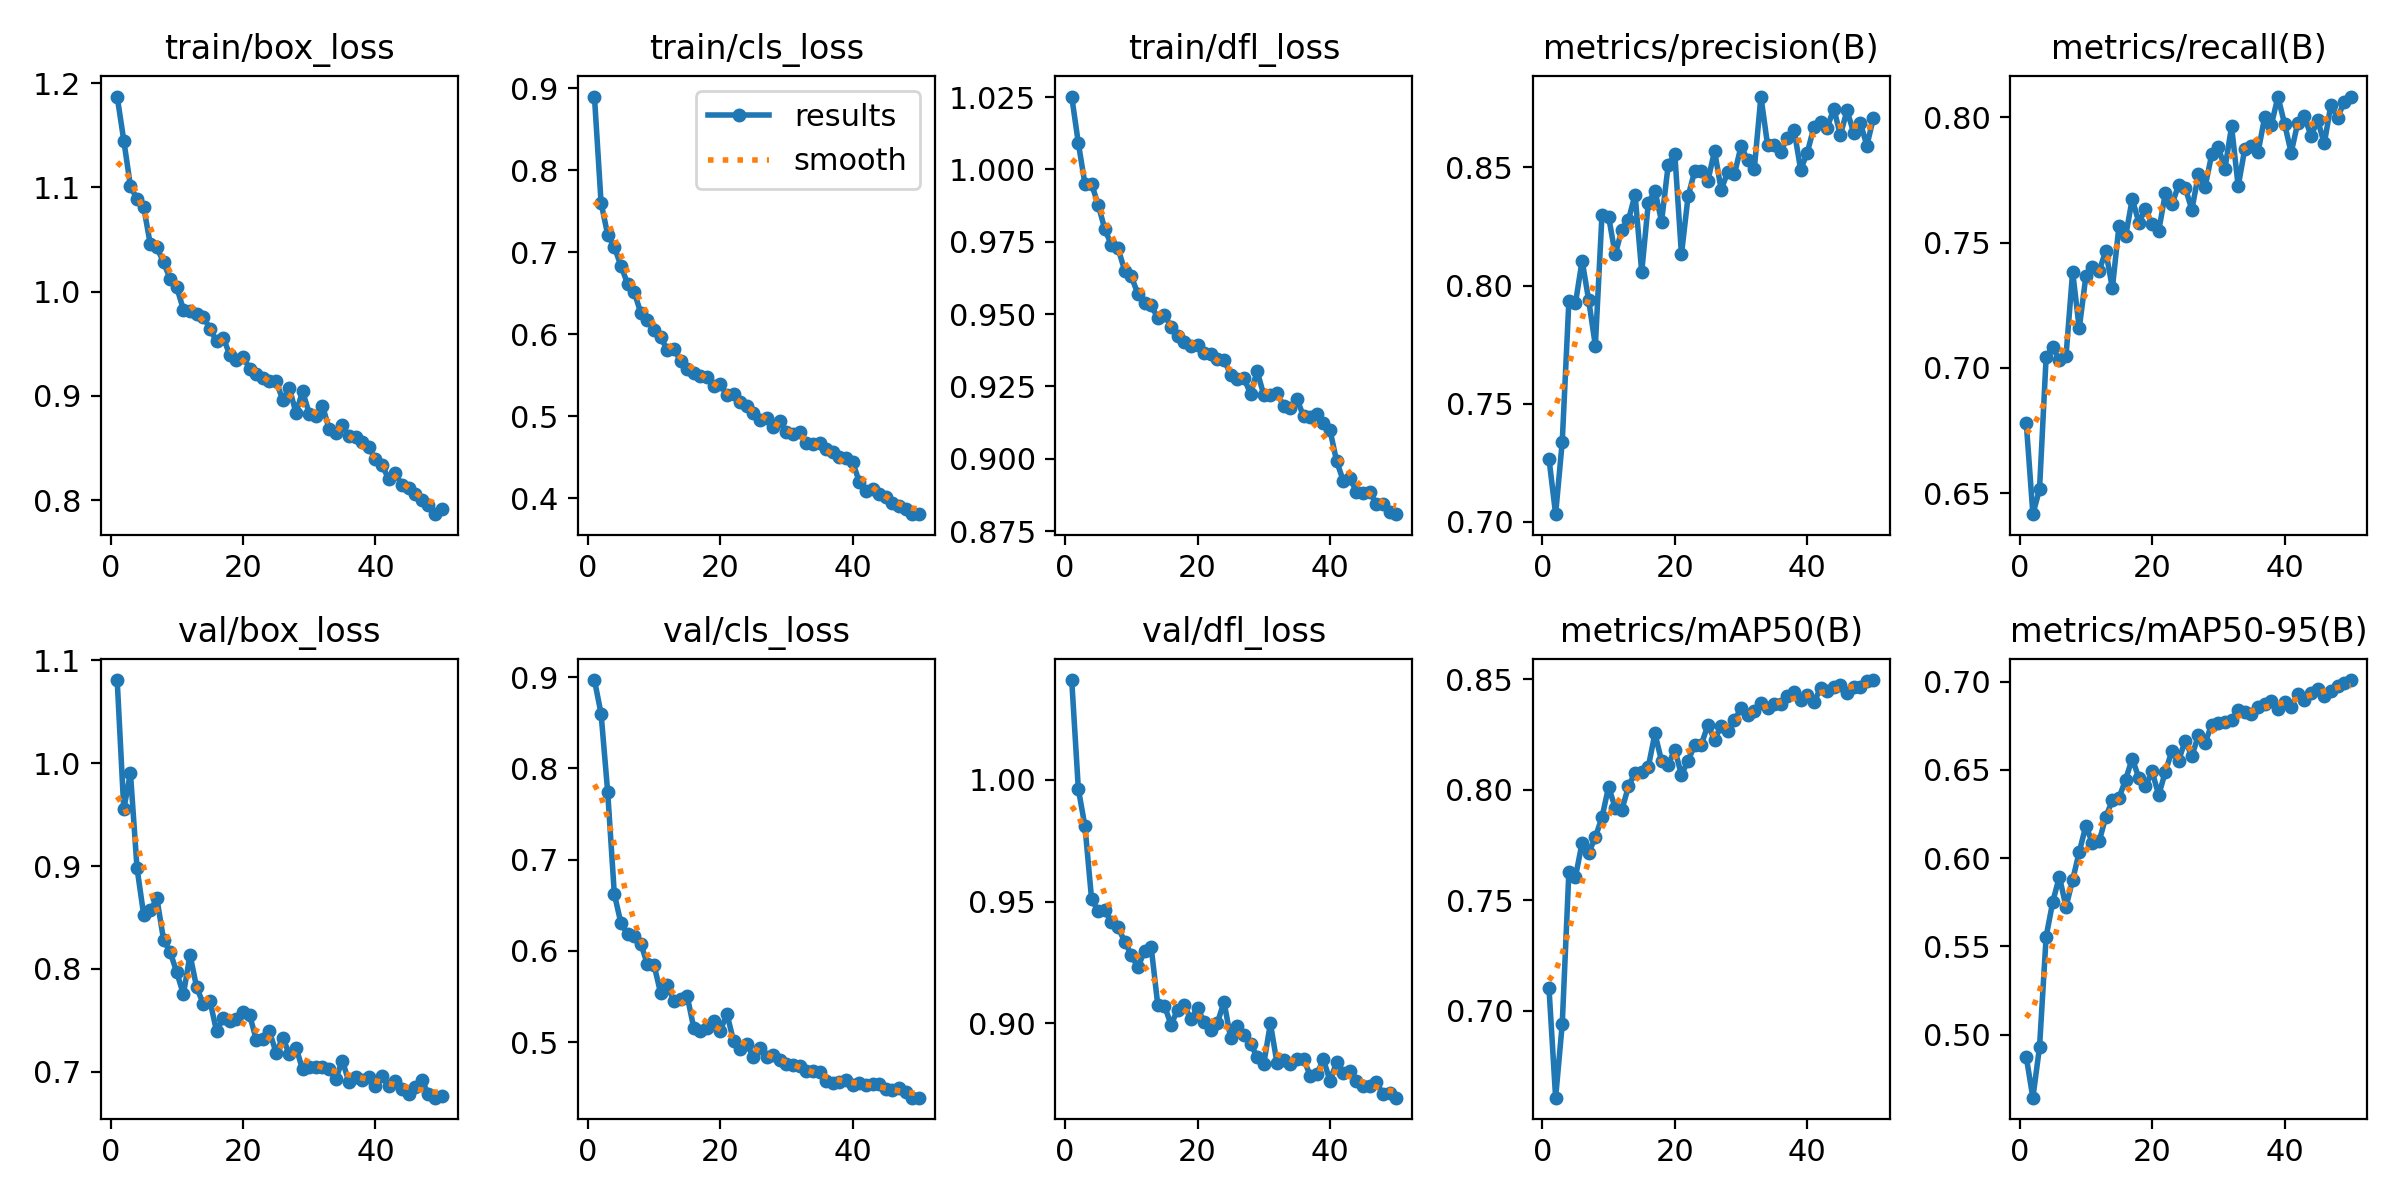 train/box_loss
1.2
1.1
1.0
0.9
0.8
0 20 40
train/cls_loss
results
smooth
0.9
0.8
0.7
0.6
0.5
0.4
0 20 40
train/dfl_loss
1.025
1.000
0.975
0.950
0.925
0.900
0.875
0 20 40
metrics/precision(B)
0.85
0.80
0.75
0.70
0 20 40
metrics/recall(B)
0.80
0.75
0.70
0.65
0 20 40
val/box_loss
1.1
1.0
0.9
0.8
0.7
0 20 40
val/cls_loss
0.9
0.8
0.7
0.6
0.5
0 20 40
val/dfl_loss
1.00
0.95
0.90
0 20 40
metrics/mAP50(B)
0.85
0.80
0.75
0.70
0 20 40
metrics/mAP50-95(B)
0.70
0.65
0.60
0.55
0.50
0 20 40